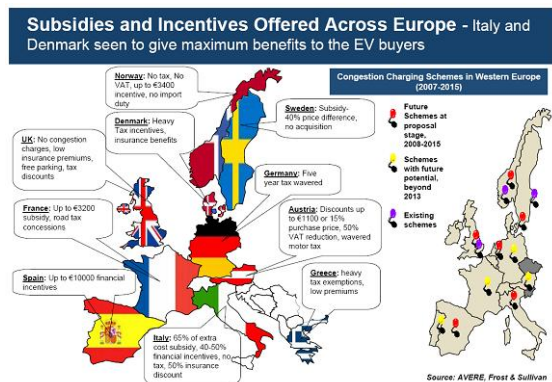 Subsidies and Incentives Offered Across Europe - Italy and
Denmark seen to give maximum benefits to the EV buyers
Norway: No tax, No
VAT, up to €3400
incentive, no import
duty
Denmark: Heavy
Tax incentives,
insurance benefits
Sweden: Subsidy-
40% price difference,
no acquisition
UK: No congestion
charges, low
insurance premiums,
free parking, tax
discounts
Germany: Five
year tax wavered
France: Up to €3200
subsidy, road tax
concessions
Austria: Discounts up
to €1100 or 15%
purchase price, 50%
VAT reduction, wavered
motor tax
Spain: Up to €10000 financial
incentives
Greece: heavy
tax exemptions,
low premiums
Italy: 65% of extra
cost subsidy, 40-50%
financial incentives, no
tax, 50% insurance
discount
Congestion Charging Schemes in Western Europe
(2007-2015)
Future
Schemes at
proposal
stage,
2008-2015
Schemes
with future
potential,
beyond
2013
Existing
schemes
Source: AVERE, Frost & Sullivan